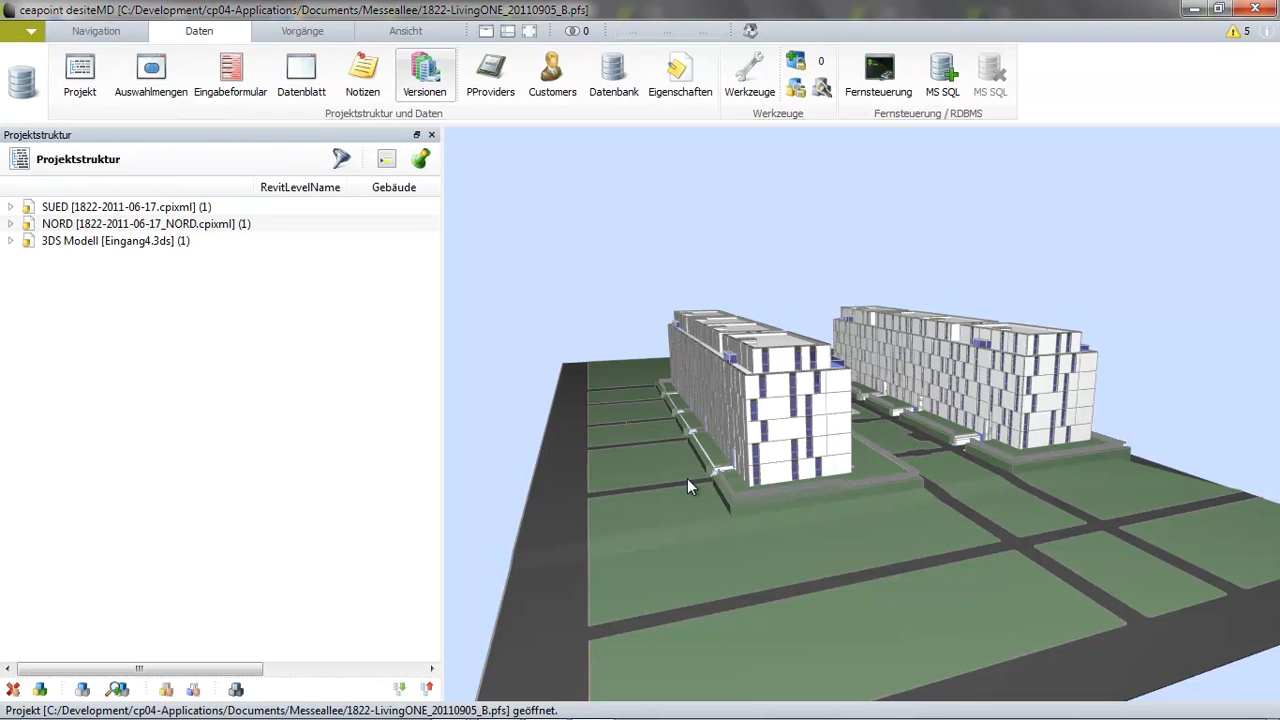 ceapoint desiteMD [C:/Development/cp04-Applications/Documents/Messeallee/1822-LivingONE_20110905_B.pfs]
Navigation Daten Vorgänge Ansicht 0 5
Projekt Auswahlmengen Eingabeformular Datenblatt Notizen Versionen PProviders Customers Datenbank Eigenschaften Werkzeuge 0 Fernsteuerung MS SQL MS SQL
Projektstruktur und Daten Werkzeuge Fernsteuerung / RDBMS
Projektstruktur
Projektstruktur
RevitLevelName Gebäude
SUED [1822-2011-06-17.cpixml] (1)
NORD [1822-2011-06-17_NORD.cpixml] (1)
3DS Modell [Eingang4.3ds] (1)
Projekt [C:/Development/cp04-Applications/Documents/Messeallee/1822-LivingONE_20110905_B.pfs] geöffnet.